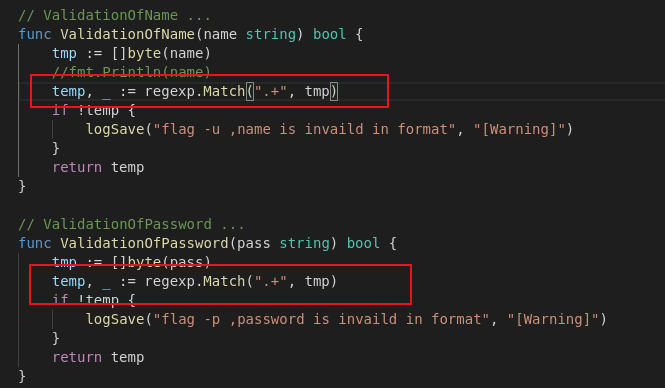 // ValidationOfName ...
func ValidationOfName(name string) bool {
tmp := []byte(name)
//fmt.Println(name)
temp, _ := regexp.Match(".+", tmp)
if !temp {
logSave("flag -u ,name is invaild in format", "[Warning]")
}
return temp
}
// ValidationOfPassword ...
func ValidationOfPassword(pass string) bool {
tmp := []byte(pass)
temp, _ := regexp.Match(".+", tmp)
if !temp {
logSave("flag -p ,password is invaild in format", "[Warning]")
}
return temp
}